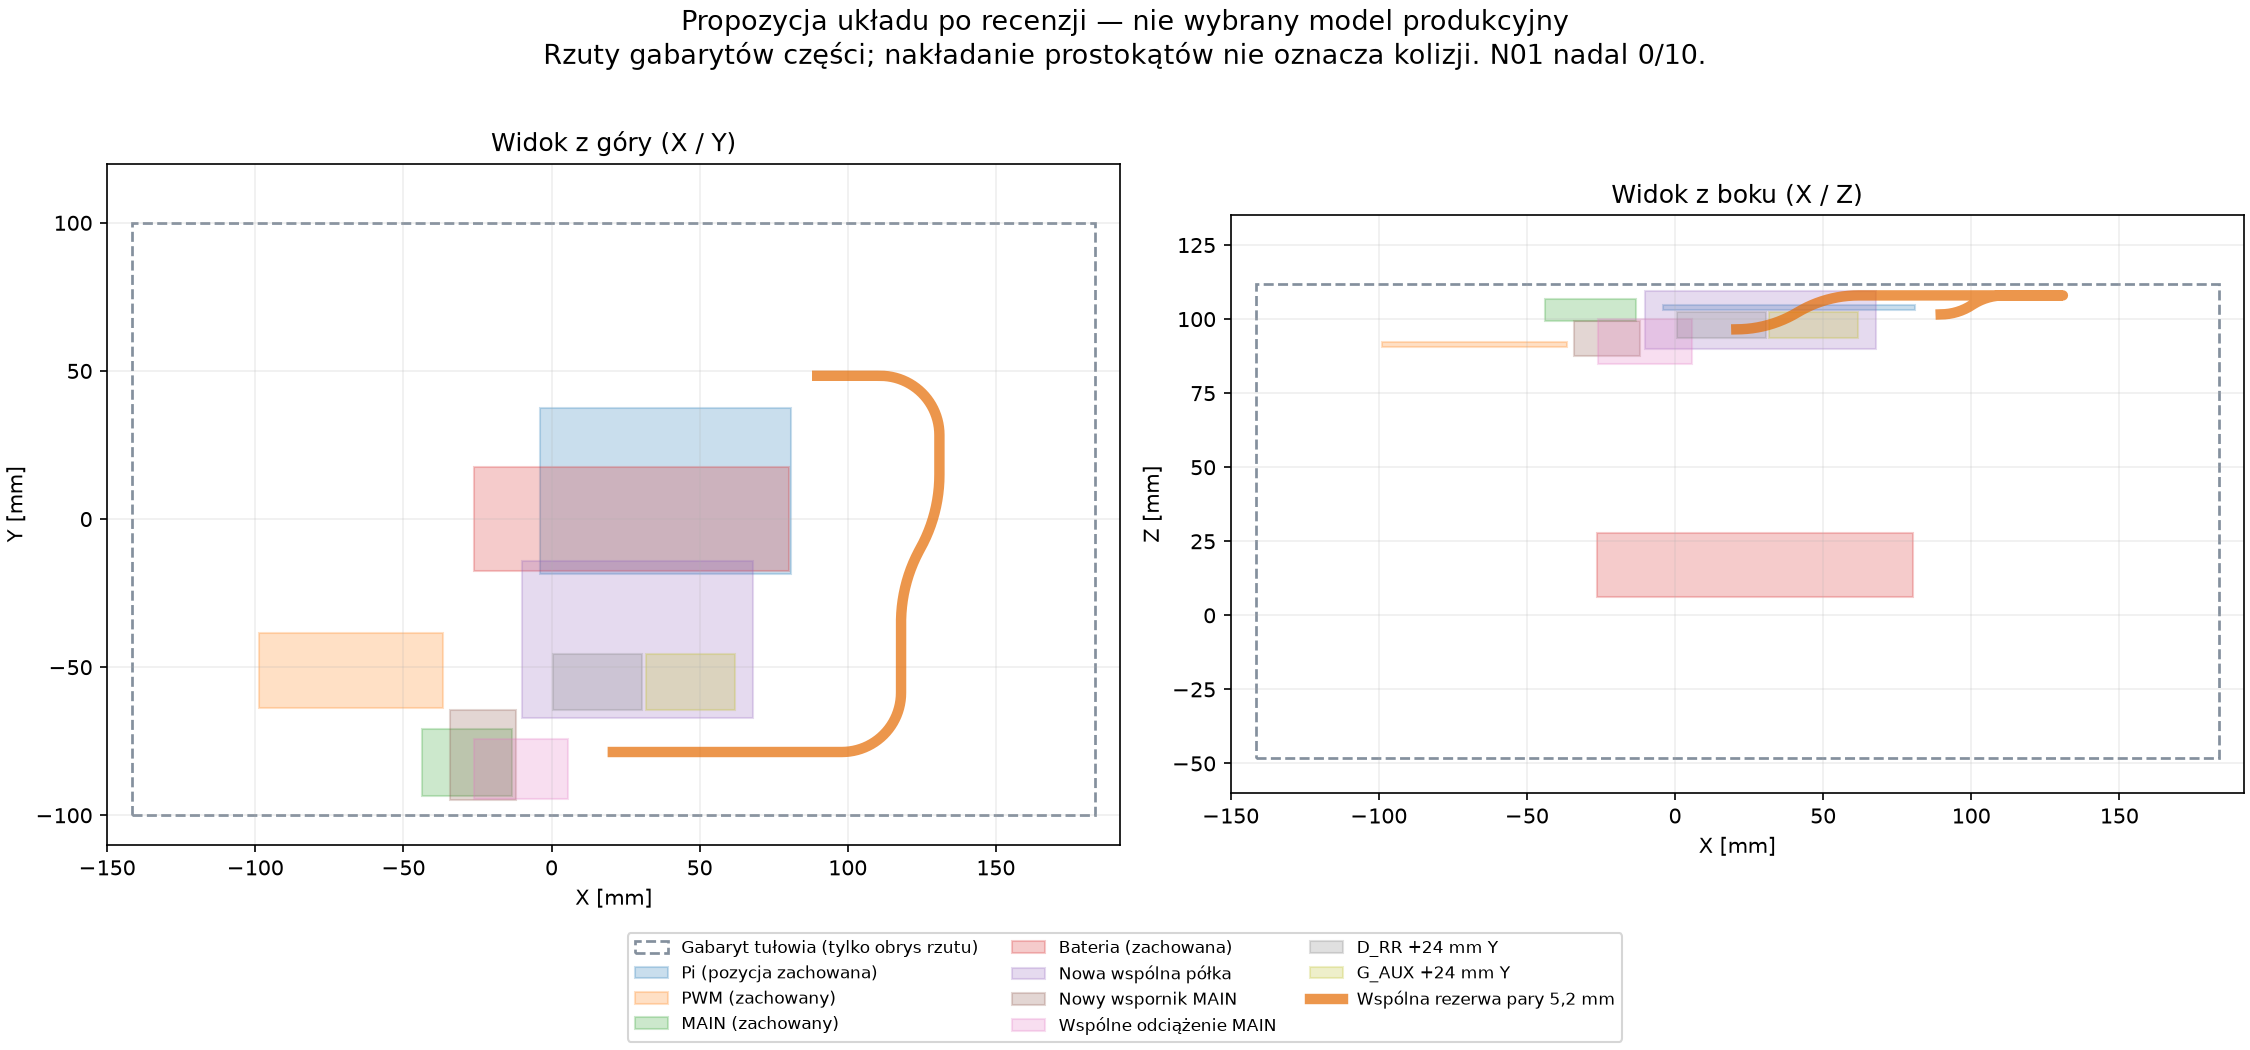 Propozycja układu po recenzji — nie wybrany model produkcyjny
Rzuty gabarytów części; nakładanie prostokątów nie oznacza kolizji. N01 nadal 0/10.
Widok z góry (X / Y)
100
50
0
−50
−100
Y [mm]
−150
−100
−50
0
50
100
150
X [mm]
Widok z boku (X / Z)
125
100
75
50
25
0
−25
−50
Z [mm]
−150
−100
−50
0
50
100
150
X [mm]
Gabaryt tułowia (tylko obrys rzutu)
Pi (pozycja zachowana)
PWM (zachowany)
MAIN (zachowany)
Bateria (zachowana)
Nowa wspólna półka
Nowy wspornik MAIN
Wspólne odciążenie MAIN
D_RR +24 mm Y
G_AUX +24 mm Y
Wspólna rezerwa pary 5,2 mm